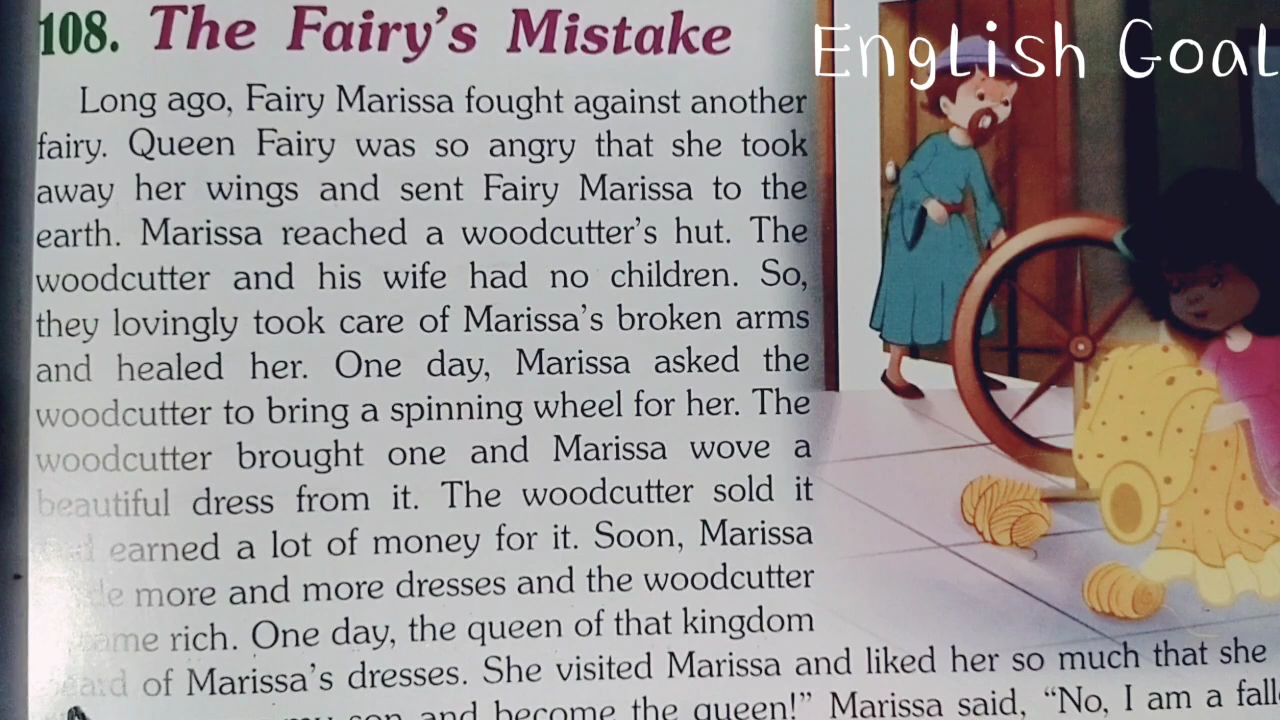 108. The Fairy's Mistake
English Goal
Long ago, Fairy Marissa fought against another
fairy. Queen Fairy was so angry that she took
away her wings and sent Fairy Marissa to the
earth. Marissa reached a woodcutter's hut. The
woodcutter and his wife had no children. So,
they lovingly took care of Marissa's broken arms
and healed her. One day, Marissa asked the
woodcutter to bring a spinning wheel for her. The
woodcutter brought one and Marissa wove a
beautiful dress from it. The woodcutter sold it
earned a lot of money for it. Soon, Marissa
more and more dresses and the woodcutter
rich. One day, the queen of that kingdom
of Marissa's dresses. She visited Marissa and liked her so much that she
son and become the queen!" Marissa said, "No, I am a